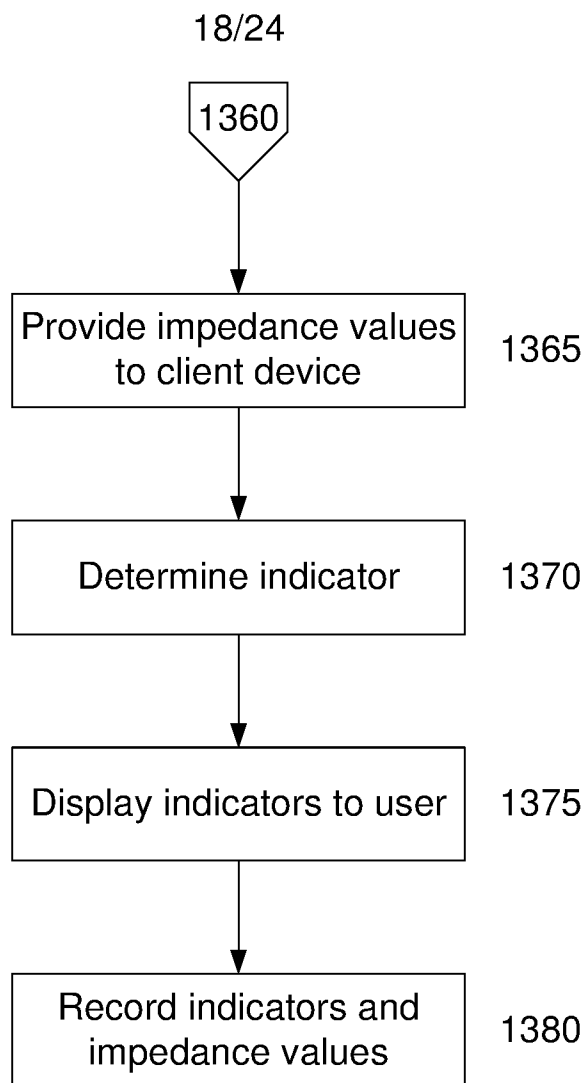 18/24
1360
Provide impedance values
to client device
1365
Determine indicator
1370
Display indicators to user
1375
Record indicators and
impedance values
1380